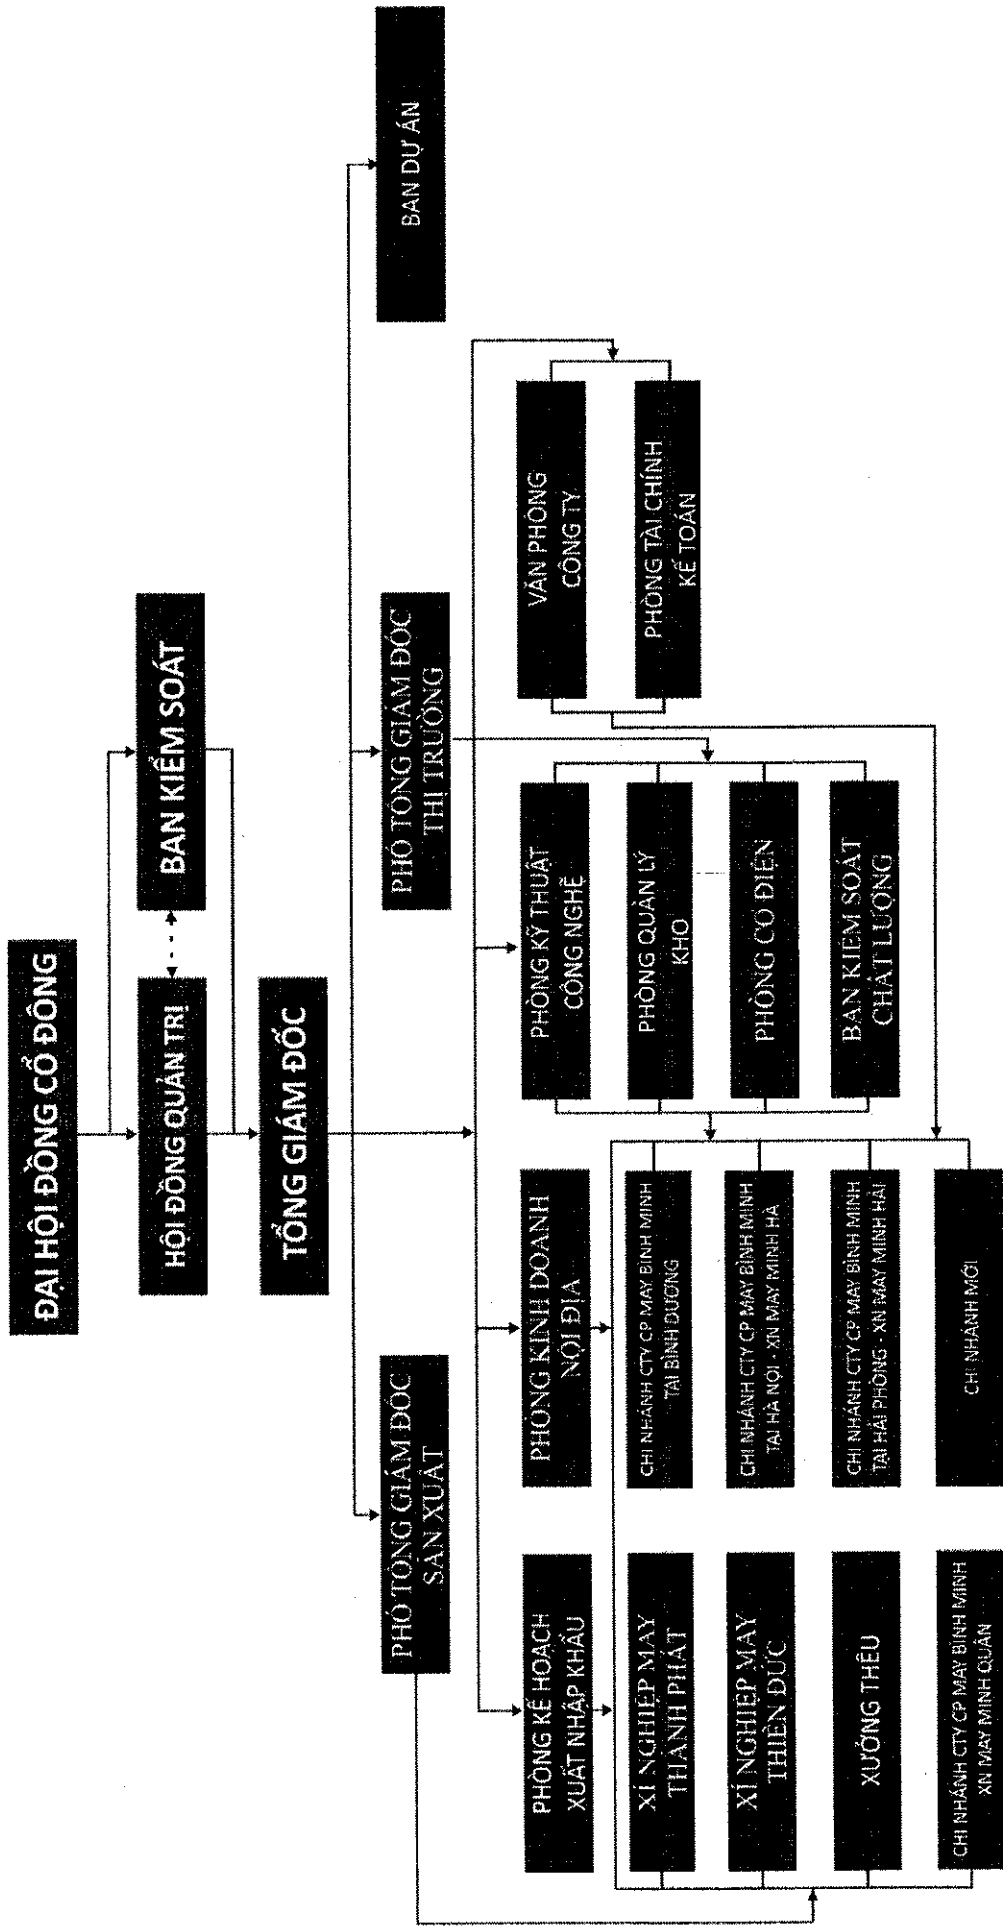 ĐẠI HỘI ĐỒNG CỔ ĐÔNG
HỘI ĐỒNG QUẢN TRỊ
BAN KIỂM SOÁT
TỔNG GIÁM ĐỐC
PHÓ TỔNG GIÁM ĐỐC
SẢN XUẤT
PHÓ TỔNG GIÁM ĐỐC
THỊ TRƯỜNG
BAN DỰ ÁN
PHÒNG KẾ HOẠCH
XUẤT NHẬP KHẨU
PHÒNG KINH DOANH
NỘI ĐỊA
PHÒNG KỸ THUẬT
CÔNG NGHỆ
VĂN PHÒNG
CÔNG TY
XÍ NGHIỆP MAY
THÀNH PHÁT
CHI NHÁNH CTY CP MAY BÌNH MINH
TẠI BÌNH DƯƠNG
PHÒNG QUẢN LÝ
KHO
PHÒNG TÀI CHÍNH
KẾ TOÁN
XÍ NGHIỆP MAY
THIÊN ĐỨC
CHI NHÁNH CTY CP MAY BÌNH MINH
TẠI HÀ NỘI - XN MAY MINH HÀ
PHÒNG CƠ ĐIỆN
XƯỞNG THÊU
CHI NHÁNH CTY CP MAY BÌNH MINH
TẠI HẢI PHÒNG - XN MAY MINH HẢI
BAN KIỂM SOÁT
CHẤT LƯỢNG
CHI NHÁNH CTY CP MAY BÌNH MINH
XN MAY MINH QUÂN
CHI NHÁNH MỚI